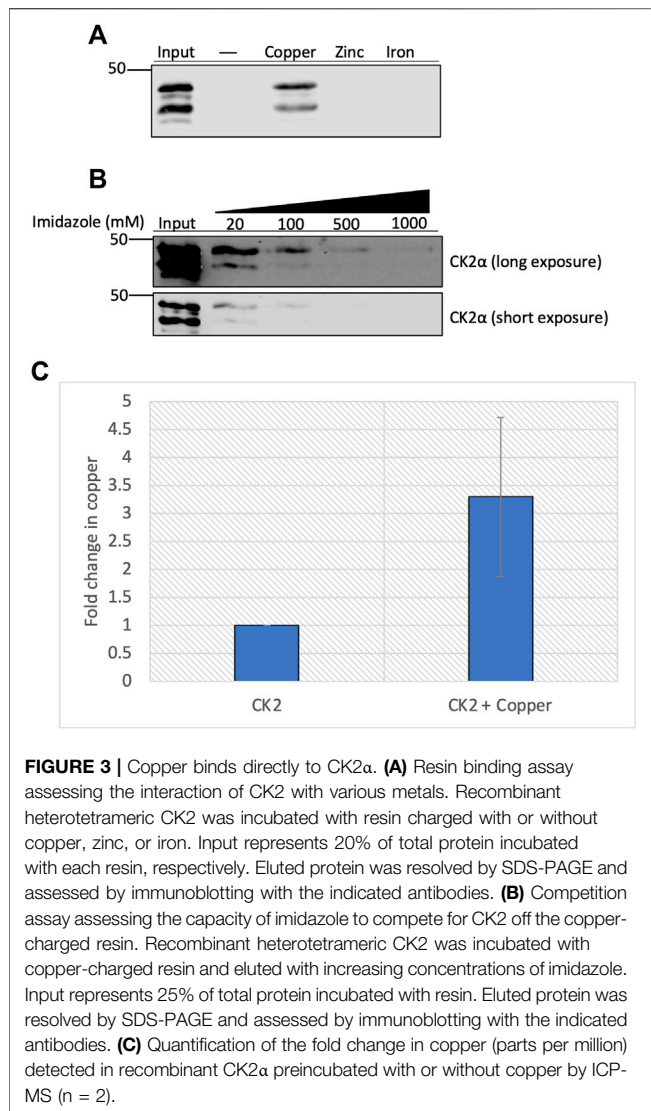 A
Input — Copper Zinc Iron
50
B
Imidazole (mM) Input 20 100 500 1000
50
CK2α (long exposure)
50
CK2α (short exposure)
C
5
4.5
4
3.5
3
2.5
2
1.5
1
0.5
0
Fold change in copper
CK2 CK2 + Copper
FIGURE 3 | Copper binds directly to CK2α. (A) Resin binding assay
assessing the interaction of CK2 with various metals. Recombinant
heterotetrameric CK2 was incubated with resin charged with or without
copper, zinc, or iron. Input represents 20% of total protein incubated
with each resin, respectively. Eluted protein was resolved by SDS-PAGE and
assessed by immunoblotting with the indicated antibodies. (B) Competition
assay assessing the capacity of imidazole to compete for CK2 off the copper-
charged resin. Recombinant heterotetrameric CK2 was incubated with
copper-charged resin and eluted with increasing concentrations of imidazole.
Input represents 25% of total protein incubated with resin. Eluted protein was
resolved by SDS-PAGE and assessed by immunoblotting with the indicated
antibodies. (C) Quantification of the fold change in copper (parts per million)
detected in recombinant CK2α preincubated with or without copper by ICP-
MS (n = 2).